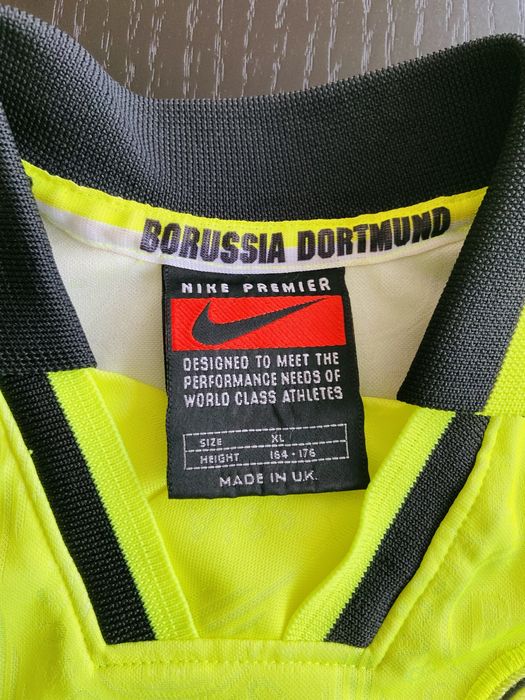 BORUSSIA DORTMUND
NIKE PREMIER
DESIGNED TO MEET THE
PERFORMANCE NEEDS OF
WORLD CLASS ATHLETES
SIZE XL
HEIGHT 164 - 176
MADE IN U.K.